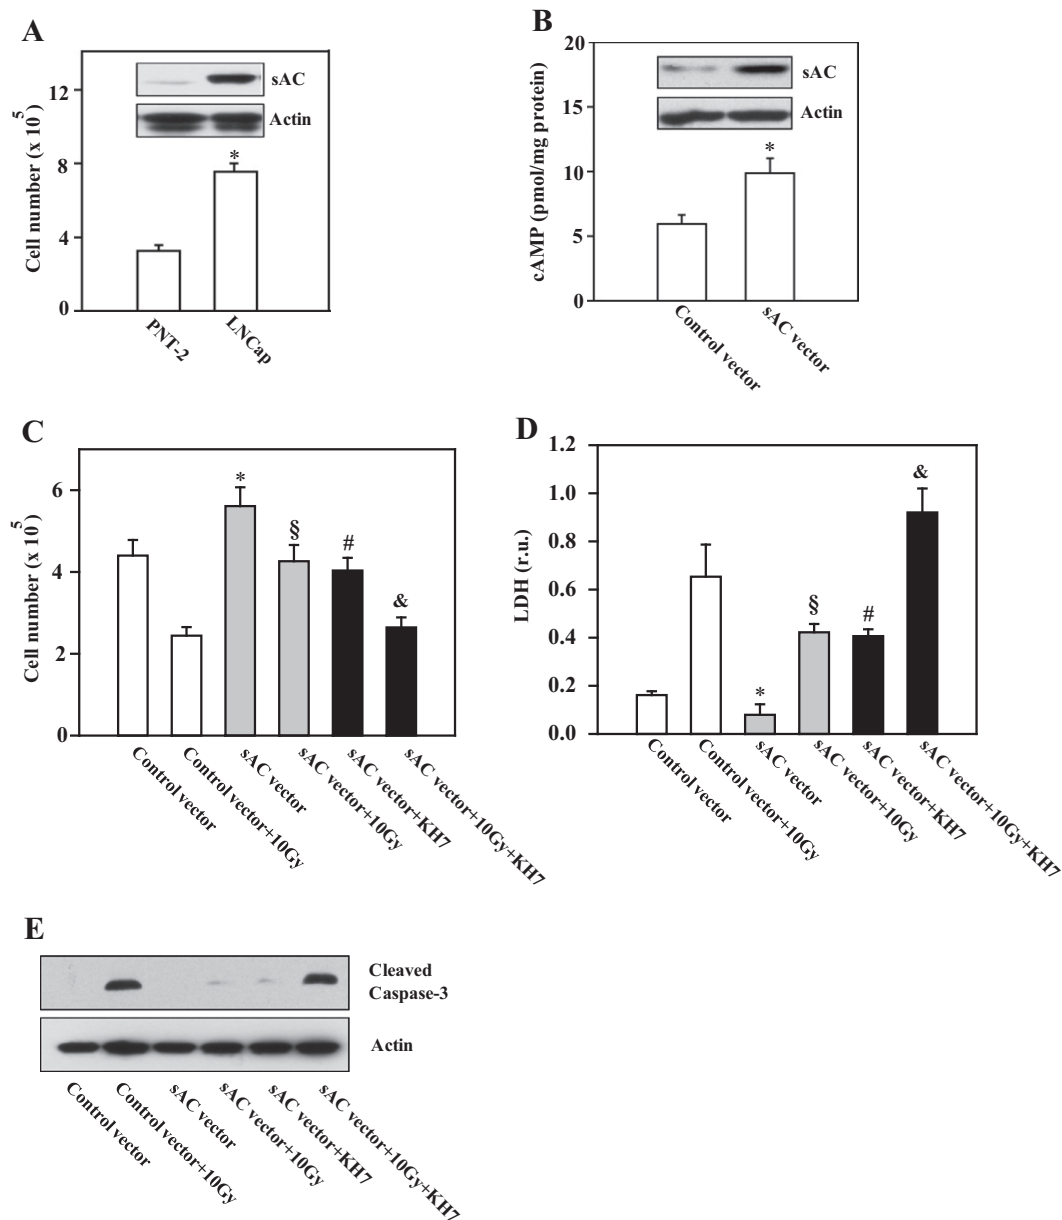 A
12
8
4
0
Cell number (x 10 5)
sAC
Actin
*
PNT-2
LNCap
B
20
15
10
5
0
cAMP (pmol/mg protein)
sAC
Actin
*
Control vector
sAC vector
C
6
4
2
0
Cell number (x 10 5)
*
§
#
&
Control vector
Control vector+10Gy
sAC vector
sAC vector+10Gy
sAC vector+KH7
sAC vector+10Gy+KH7
D
1.2
1.0
0.8
0.6
0.4
0.2
0.0
LDH (r.u.)
*
§
#
&
Control vector
Control vector+10Gy
sAC vector
sAC vector+10Gy
sAC vector+KH7
sAC vector+10Gy+KH7
E
Cleaved
Caspase-3
Actin
Control vector
Control vector+10Gy
sAC vector
sAC vector+10Gy
sAC vector+KH7
sAC vector+10Gy+KH7